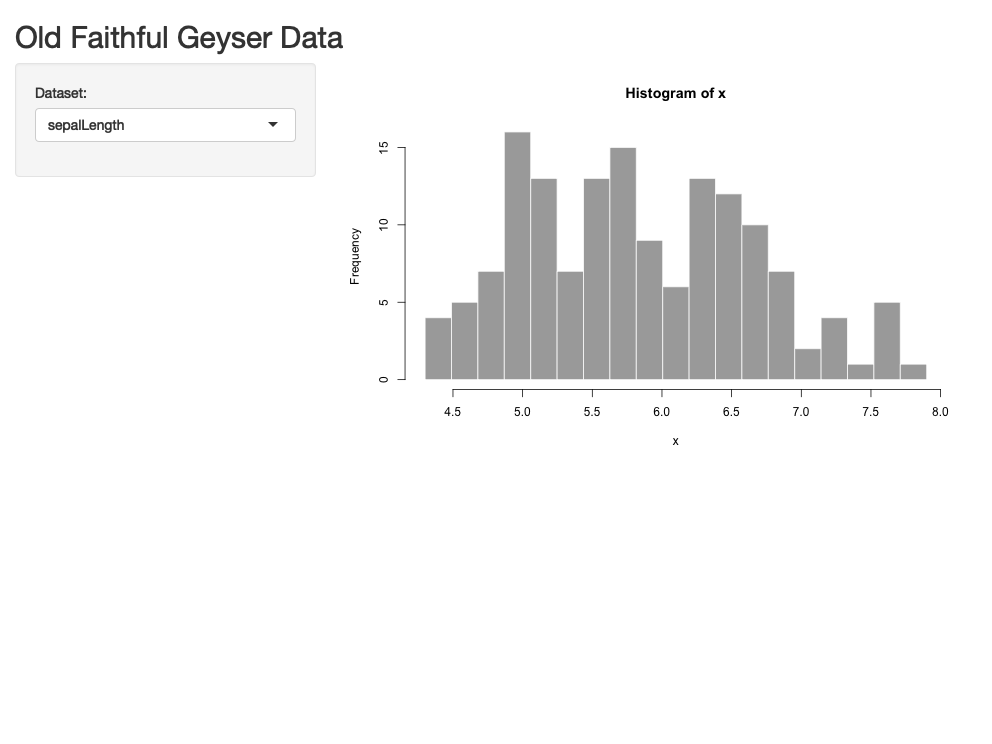 Old Faithful Geyser Data
Dataset:
sepalLength
Histogram of x
Frequency
15
10
5
0
4.5 5.0 5.5 6.0 6.5 7.0 7.5 8.0
x